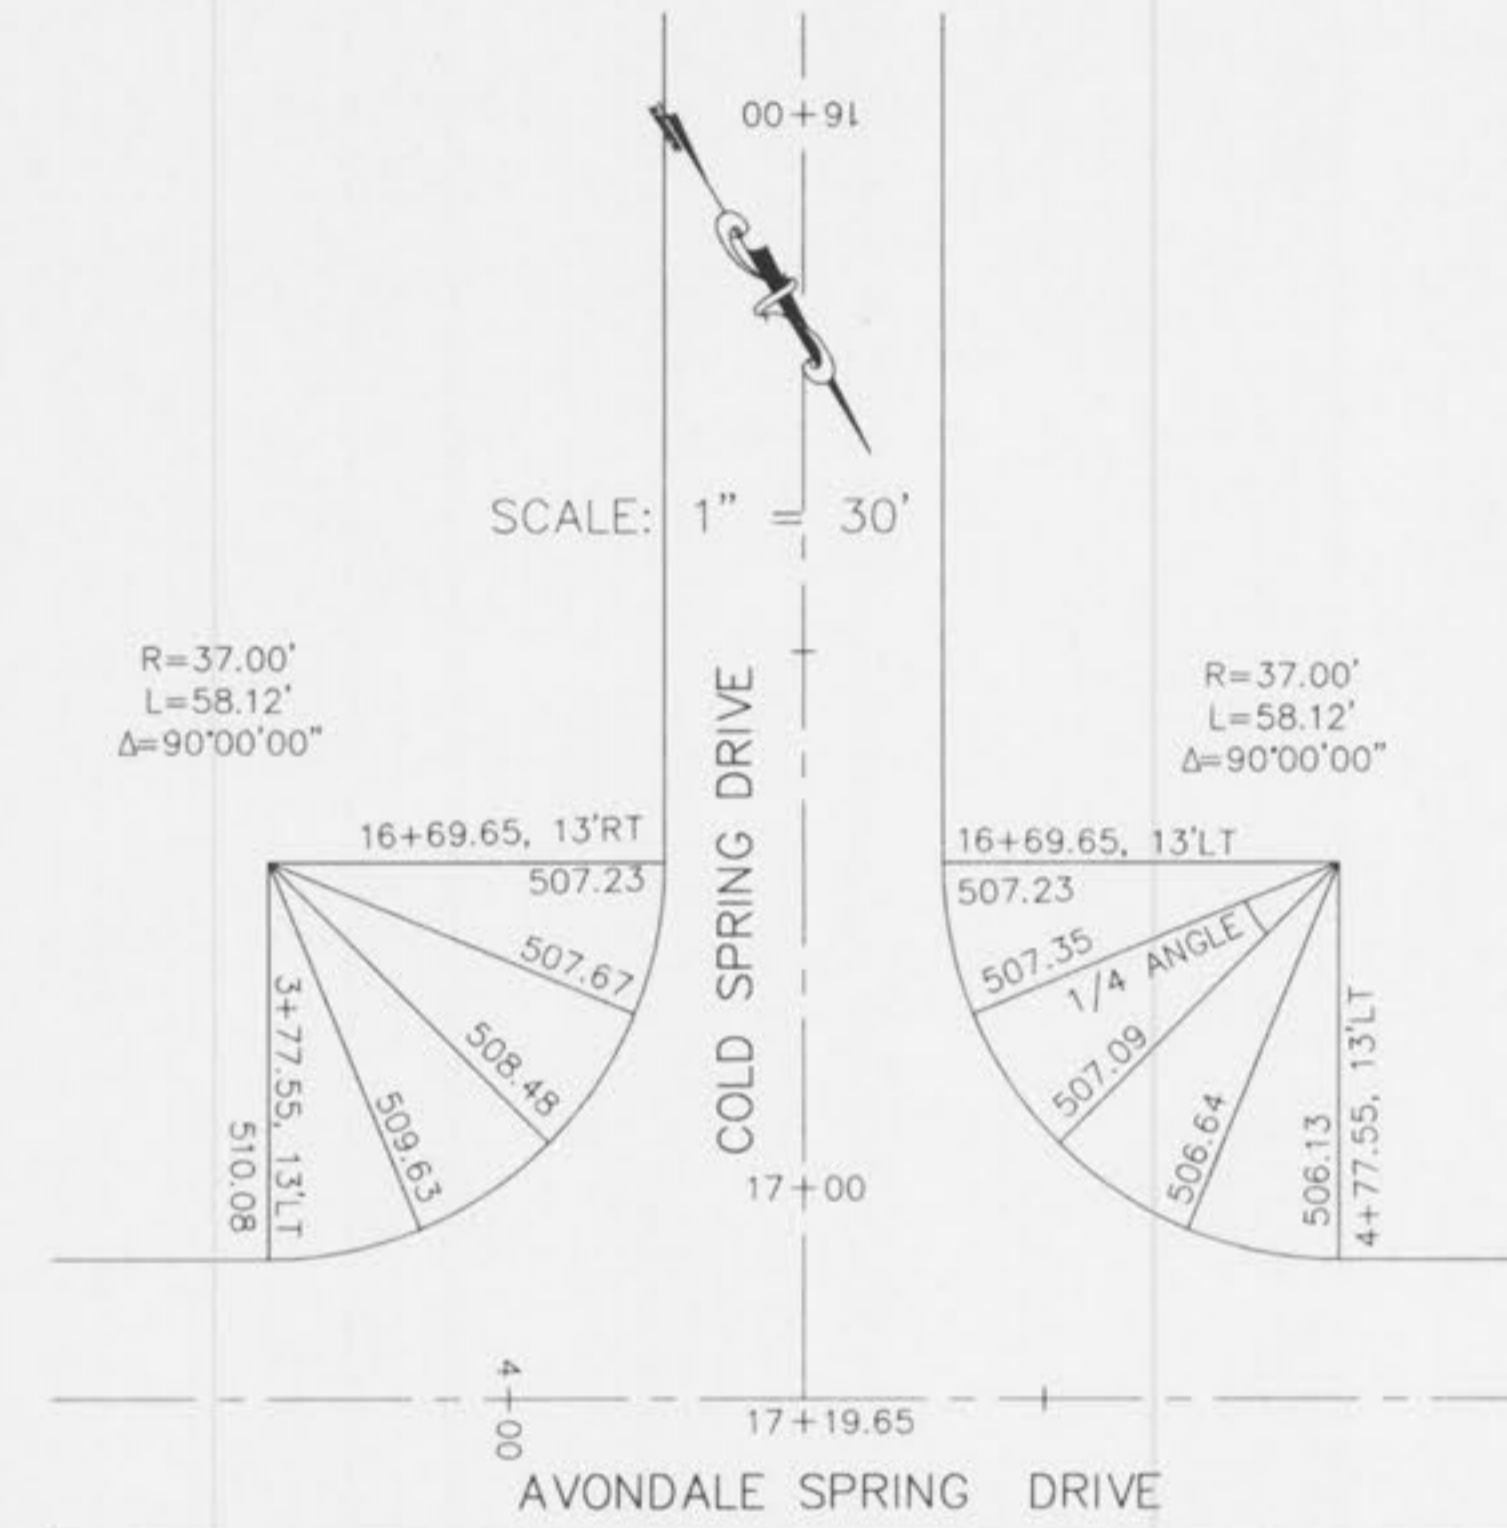 16+00
SCALE: 1" = 30'
R=37.00'
L=58.12'
Δ=90°00'00"
R=37.00'
L=58.12'
Δ=90°00'00"
COLD SPRING DRIVE
16+69.65, 13'RT
507.23
507.67
508.48
509.63
3+77.55, 13'LT
510.08
16+69.65, 13'LT
507.23
507.35
1/4 ANGLE
507.09
506.64
506.13
4+77.55, 13'LT
17+00
4+00
17+19.65
AVONDALE SPRING DRIVE